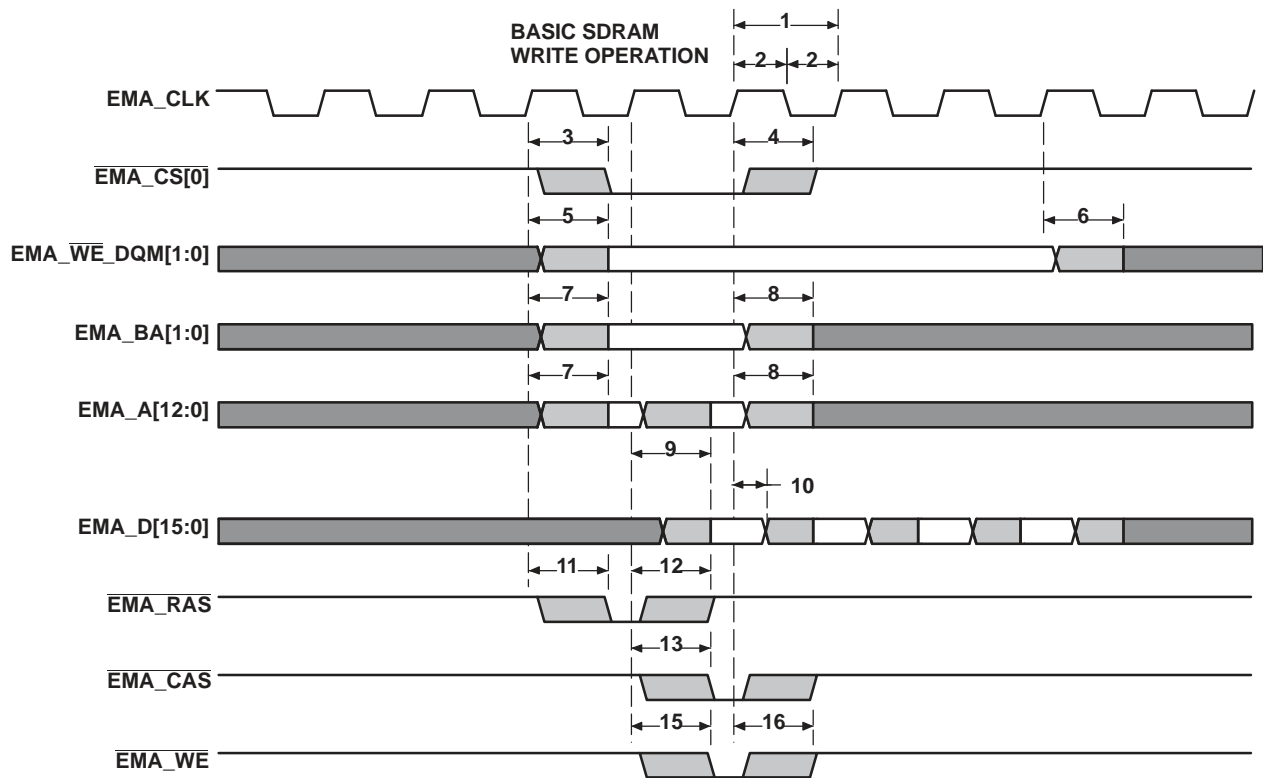 BASIC SDRAM
WRITE OPERATION
1
2 2
EMA_CLK
3 4
EMA_CS[0]
5 6
EMA_WE_DQM[1:0]
7 8
EMA_BA[1:0]
7 8
EMA_A[12:0]
9
10
EMA_D[15:0]
11 12
EMA_RAS
13
EMA_CAS
15 16
EMA_WE